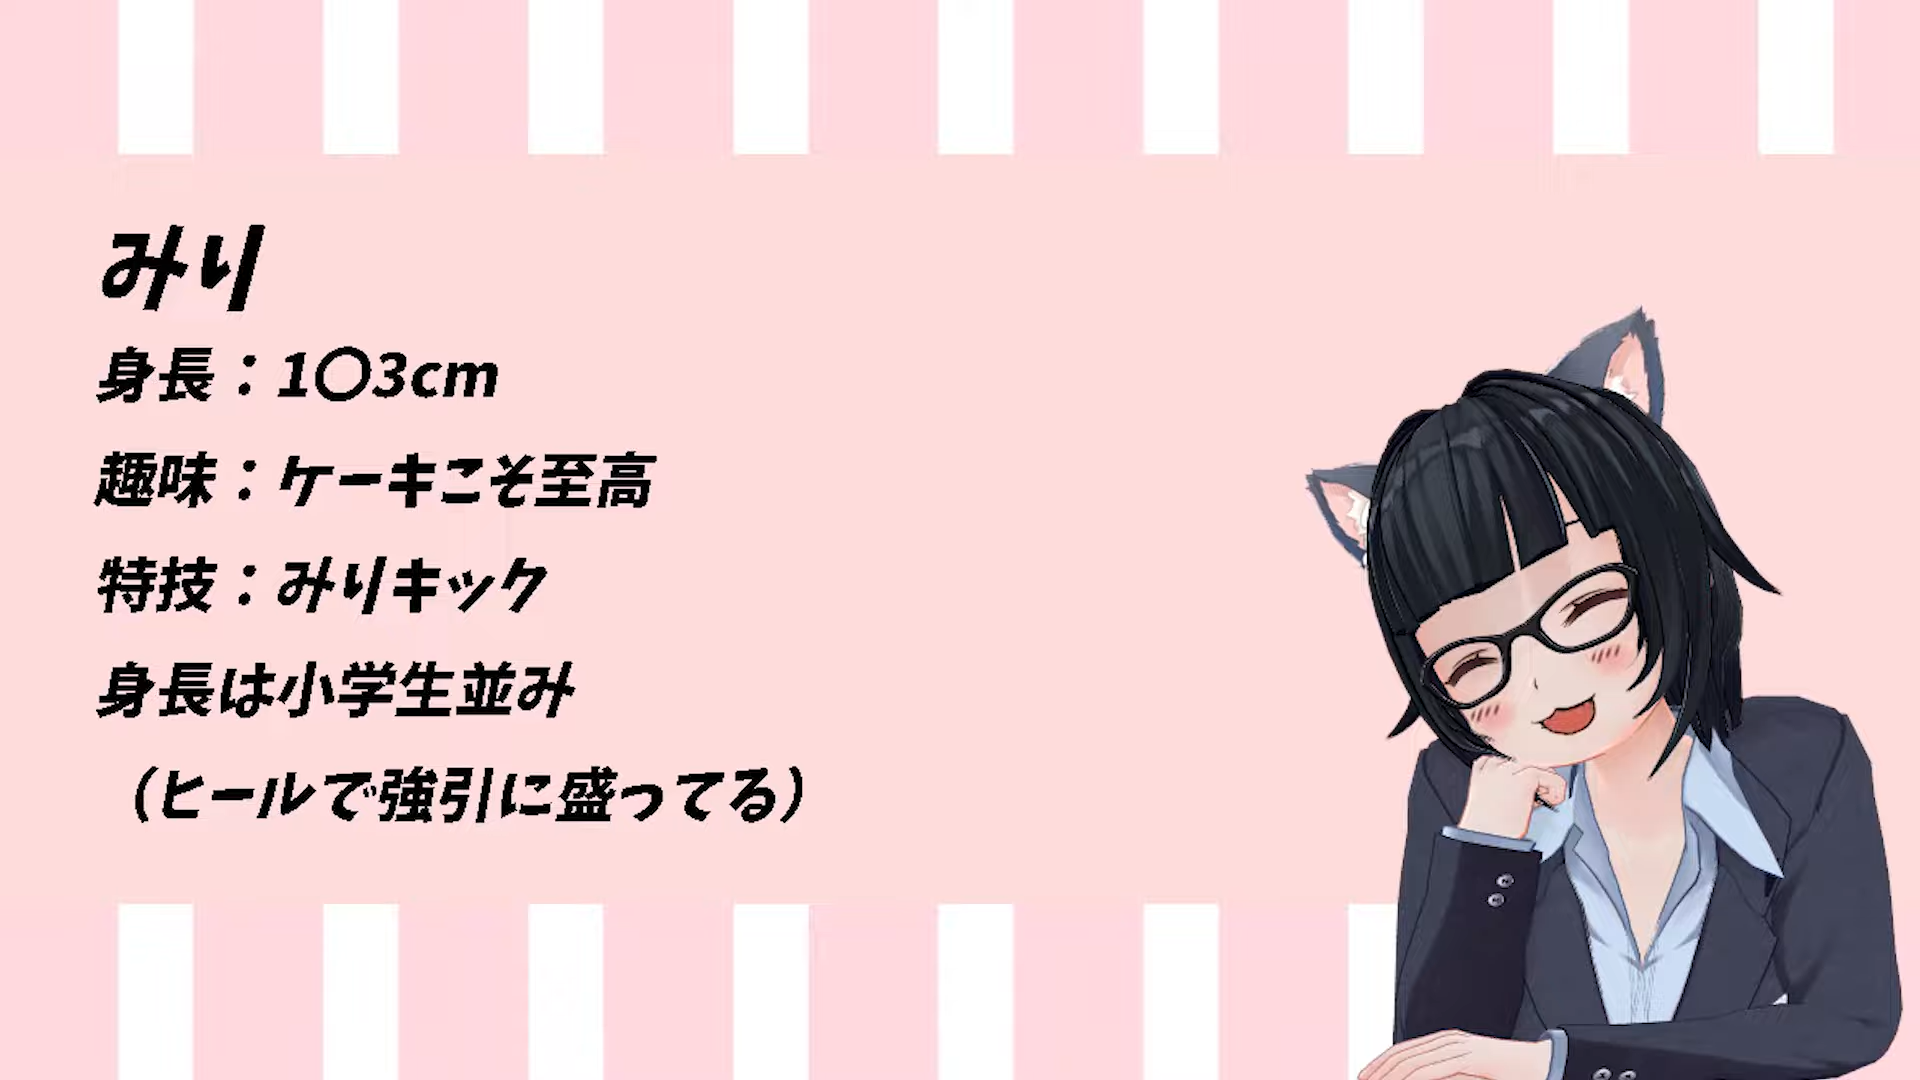 みり
身長：1〇3cm
趣味：ケーキこそ至高
特技：みりキック
身長は小学生並み
（ヒールで強引に盛ってる）